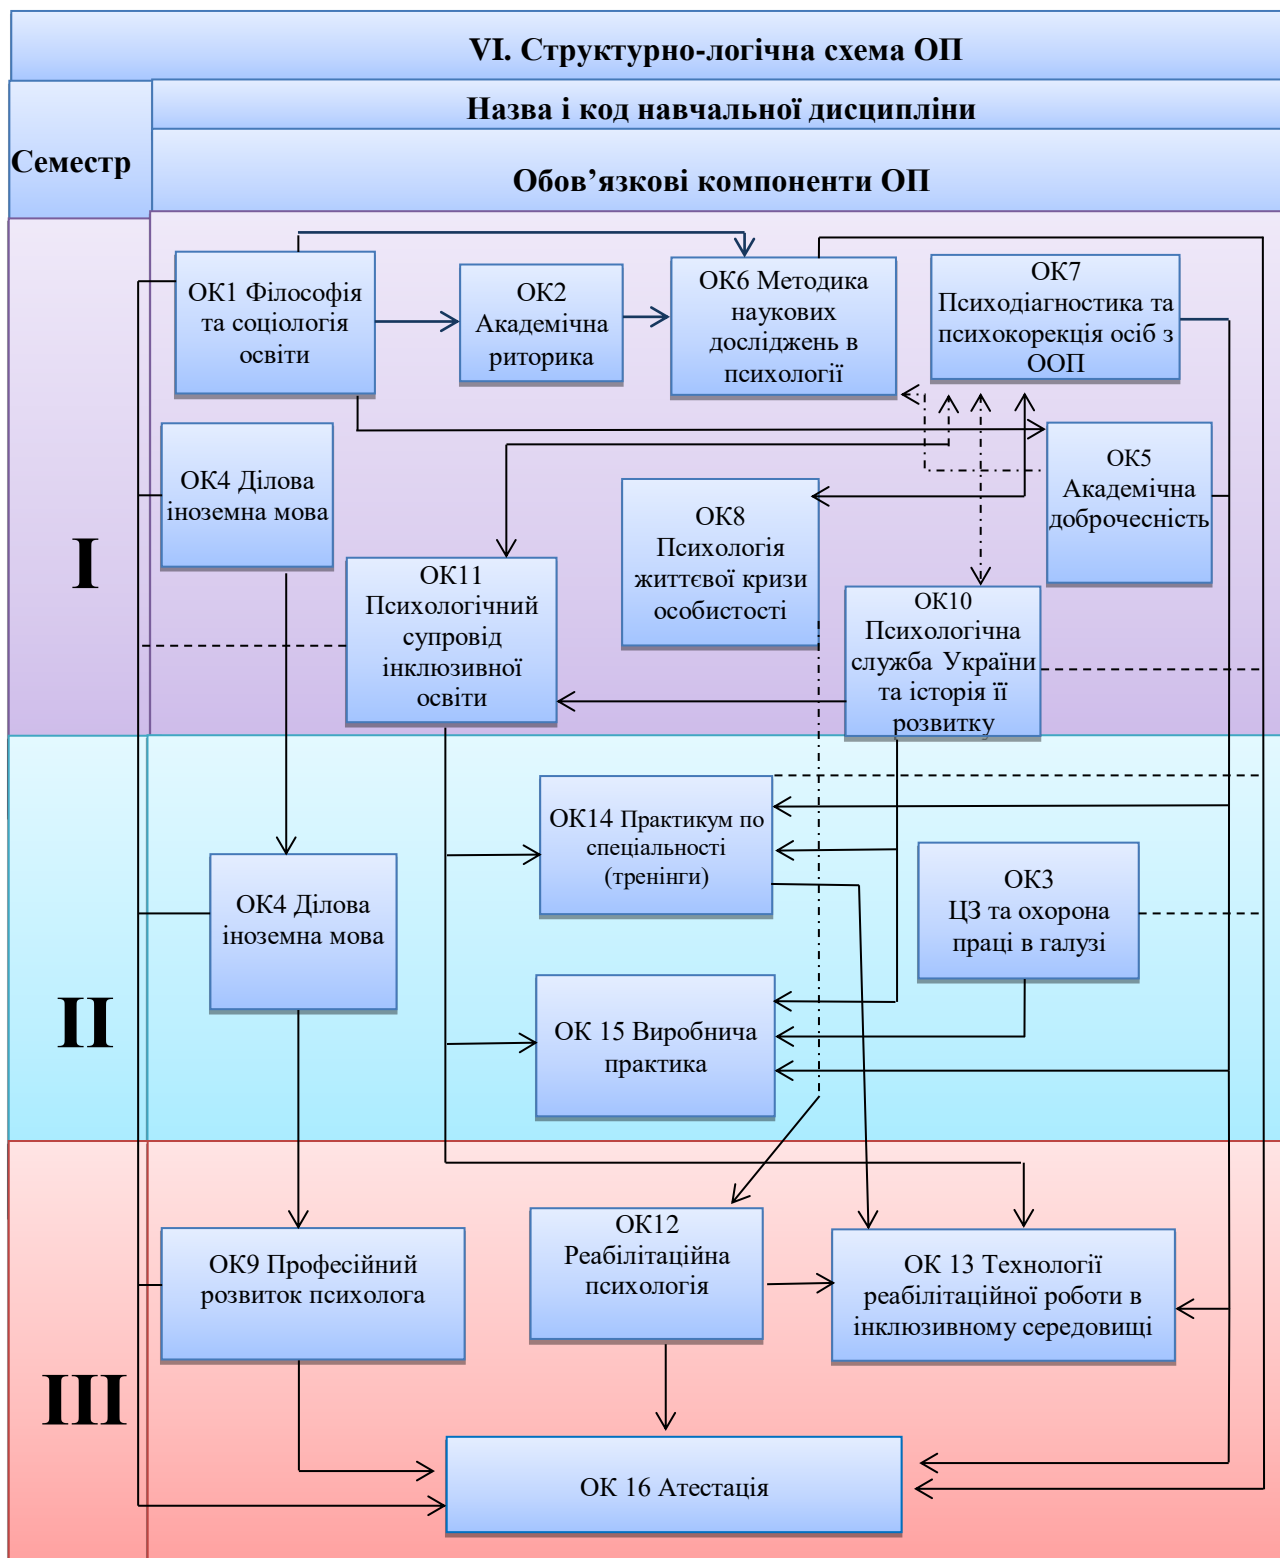 VI. Структурно-логічна схема ОП
Семестр
Назва і код навчальної дисципліни
Обов’язкові компоненти ОП
I
ОК1 Філософія
та соціологія
освіти
ОК2
Академічна
риторика
ОК6 Методика
наукових
досліджень в
психології
ОК7
Психодіагностика та
психокорекція осіб з
ООП
ОК4 Ділова
іноземна мова
ОК5
Академічна
доброчесність
ОК8
Психологія
життєвої кризи
особистості
ОК11
Психологічний
супровід
інклюзивної
освіти
ОК10
Психологічна
служба України
та історія її
розвитку
II
ОК14 Практикум по
спеціальності
(тренінги)
ОК4 Ділова
іноземна мова
ОК3
ЦЗ та охорона
праці в галузі
ОК 15 Виробнича
практика
III
ОК9 Професійний
розвиток психолога
ОК12
Реабілітаційна
психологія
ОК 13 Технології
реабілітаційної роботи в
інклюзивному середовищі
ОК 16 Атестація